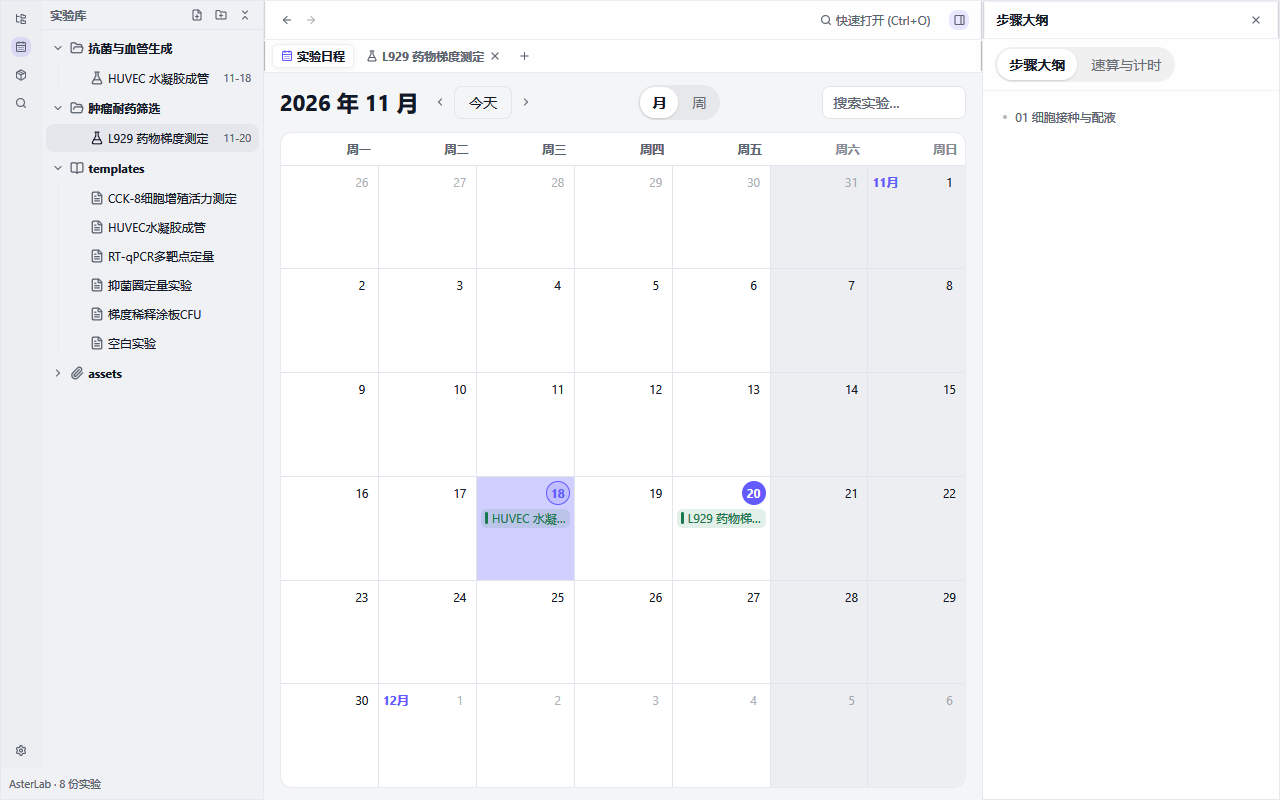 实验库
快速打开 (Ctrl+O)
步骤大纲
抗菌与血管生成
HUVEC 水凝胶成管 11-18
肿瘤耐药筛选
L929 药物梯度测定 11-20
templates
CCK-8细胞增殖活力测定
HUVEC水凝胶成管
RT-qPCR多靶点定量
抑菌圈定量实验
梯度稀释涂板CFU
空白实验
assets
AsterLab · 8 份实验
实验日程 L929 药物梯度测定
2026 年 11 月 今天 月 周 搜索实验...
周一 周二 周三 周四 周五 周六 周日
26 27 28 29 30 31 11月 1
2 3 4 5 6 7 8
9 10 11 12 13 14 15
16 17 18 19 20 21 22
HUVEC 水凝... L929 药物梯...
23 24 25 26 27 28 29
30 12月 1 2 3 4 5 6
步骤大纲 速算与计时
01 细胞接种与配液